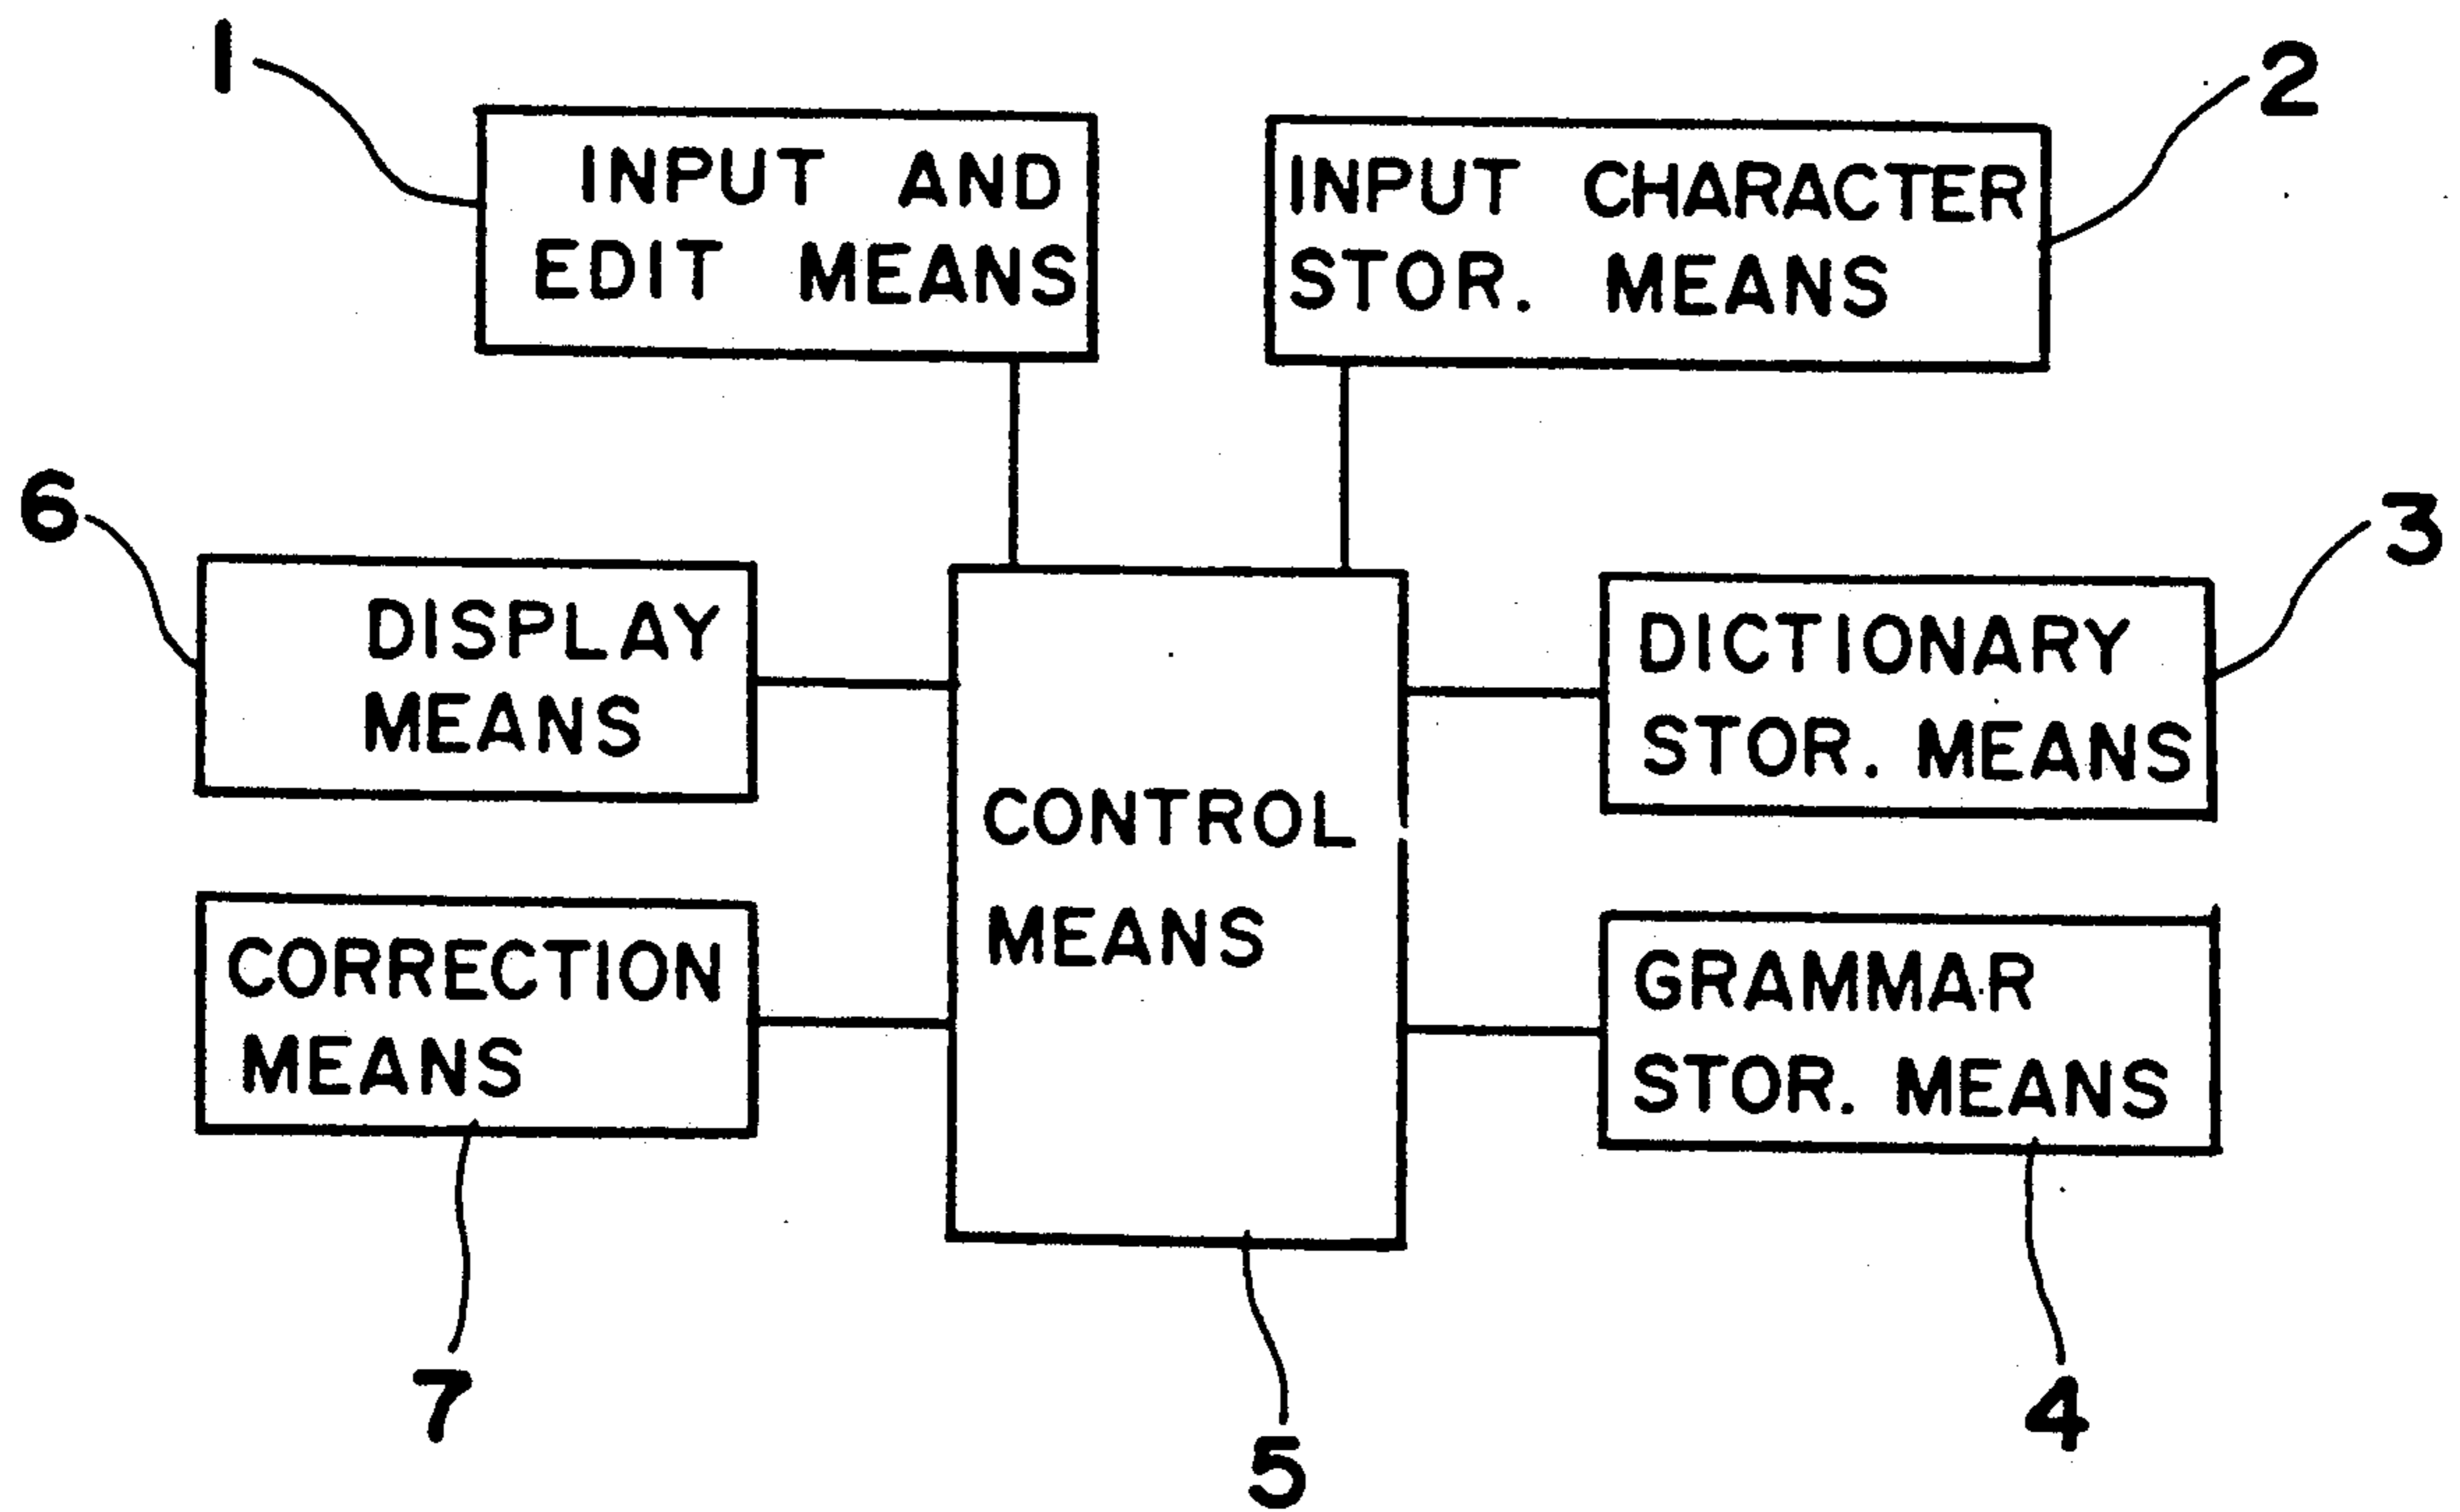 1
INPUT AND
EDIT MEANS
2
INPUT CHARACTER
STOR. MEANS
6
DISPLAY
MEANS
3
DICTIONARY
STOR. MEANS
CONTROL
MEANS
CORRECTION
MEANS
GRAMMAR
STOR. MEANS
7
5
4